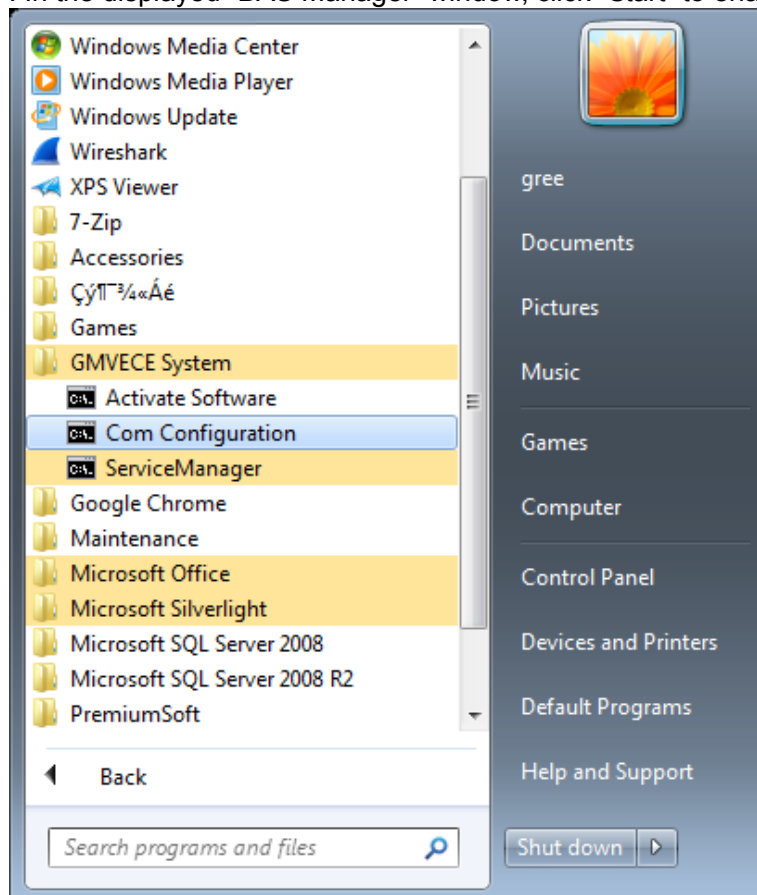 Windows Media Center
Windows Media Player
Windows Update
Wireshark
XPS Viewer
7-Zip
Accessories
Çý¶¯¾«Áé
Games
GMVECE System
Activate Software
Com Configuration
ServiceManager
Google Chrome
Maintenance
Microsoft Office
Microsoft Silverlight
Microsoft SQL Server 2008
Microsoft SQL Server 2008 R2
PremiumSoft
Back
Search programs and files
gree
Documents
Pictures
Music
Games
Computer
Control Panel
Devices and Printers
Default Programs
Help and Support
Shut down